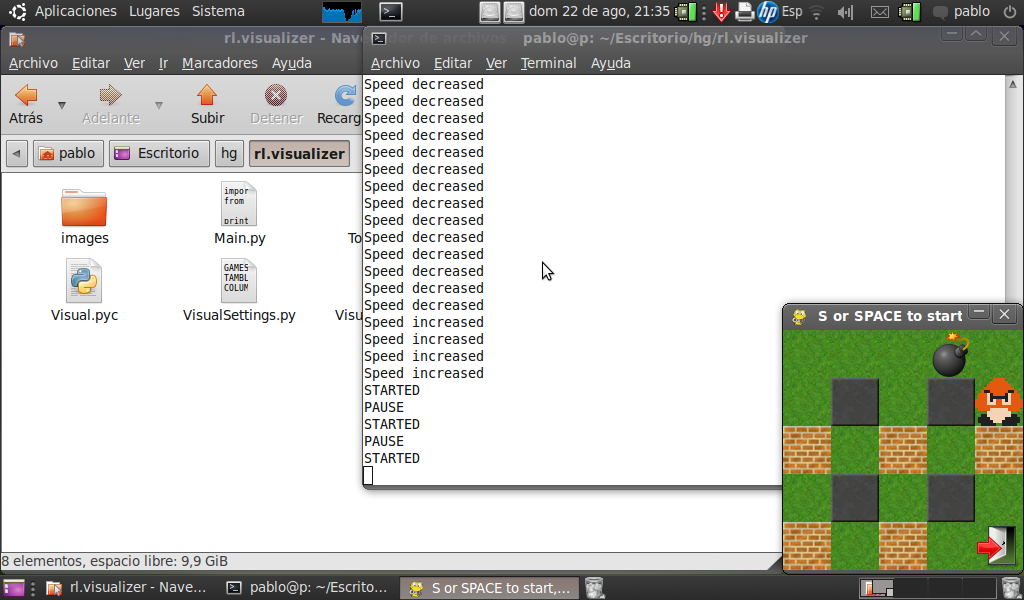 Aplicaciones Lugares Sistema
dom 22 de ago, 21:35
hp
Esp
pablo
rl.visualizer - Nave
pablo@p: ~/Escritorio/hg/rl.visualizer
Archivo Editar Ver Ir Marcadores Ayuda
Archivo Editar Ver Terminal Ayuda
Atrás
Adelante
Subir
Detener
Recarg
pablo
Escritorio
hg
rl.visualizer
impor
from
print
images
Main.py
To
GAMES
TAMBL
COLUM
Visual.pyc
VisualSettings.py
Visu
Speed decreased
Speed decreased
Speed decreased
Speed decreased
Speed decreased
Speed decreased
Speed decreased
Speed decreased
Speed decreased
Speed decreased
Speed decreased
Speed decreased
Speed decreased
Speed decreased
Speed increased
Speed increased
Speed increased
Speed increased
STARTED
PAUSE
STARTED
PAUSE
STARTED
S or SPACE to start
8 elementos, espacio libre: 9,9 GiB
rl.visualizer - Nave...
pablo@p: ~/Escrito...
S or SPACE to start,...